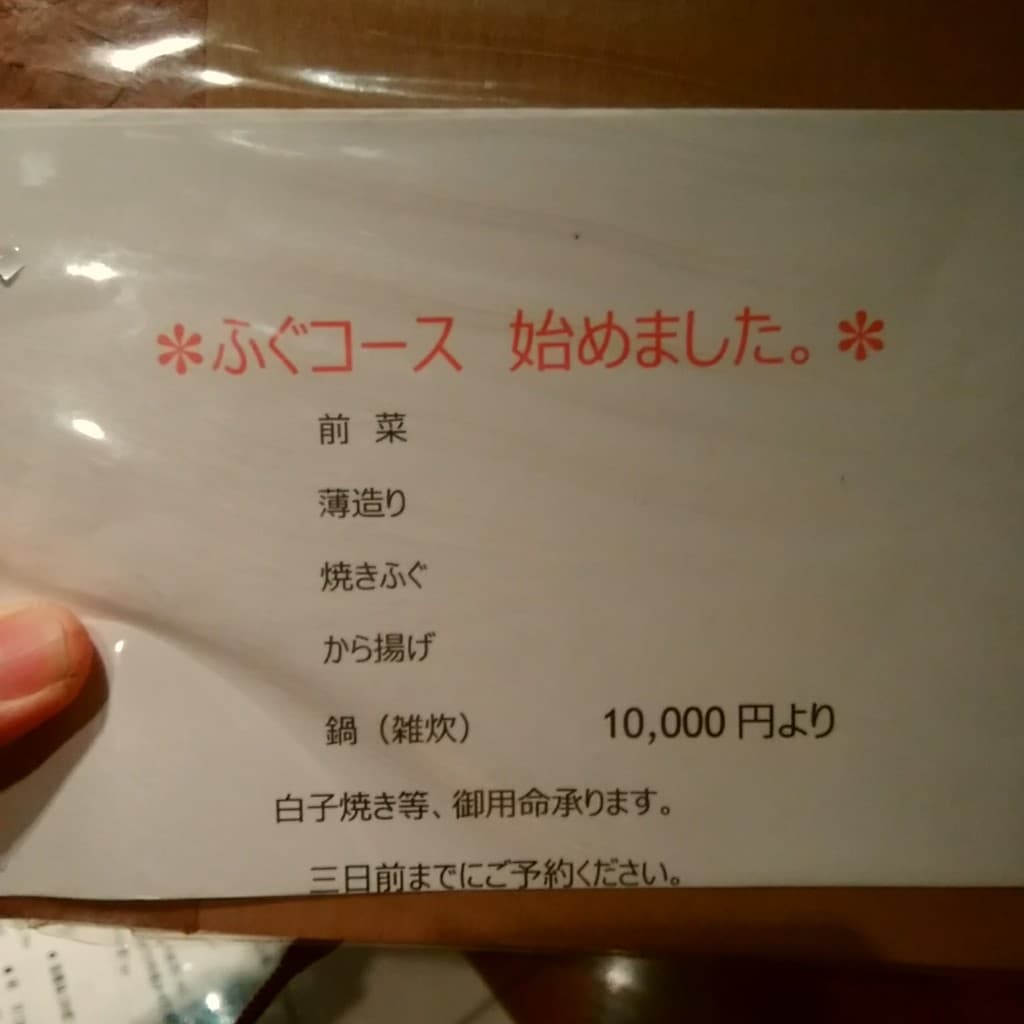 ＊ふぐコース　始めました。＊
前　菜
薄造り
焼きふぐ
から揚げ
鍋（雑炊）　　10,000 円より
白子焼き等、御用命承ります。
三日前までにご予約ください。